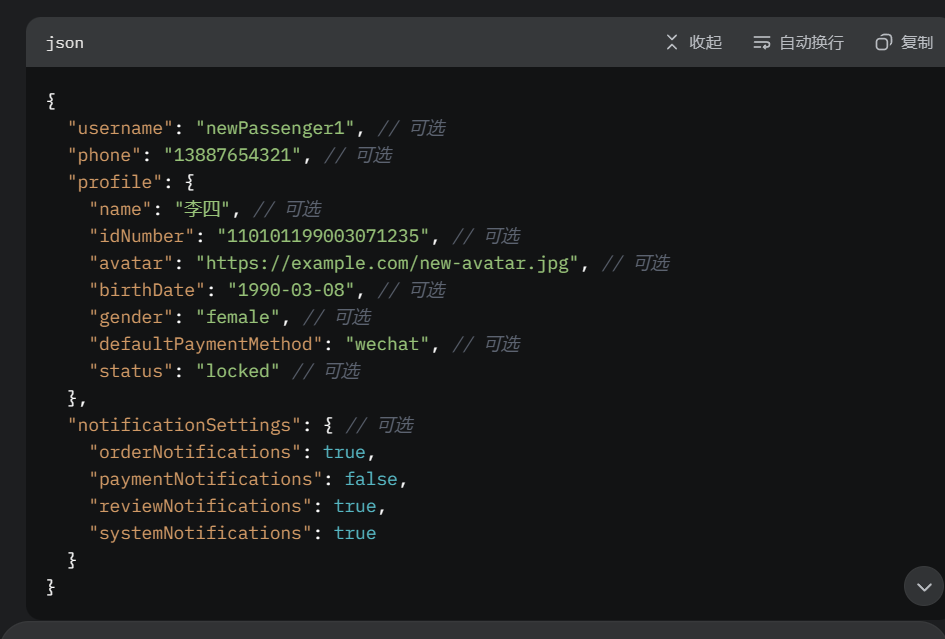 json 收起 自动换行 复制
{
"username": "newPassenger1", // 可选
"phone": "13887654321", // 可选
"profile": {
"name": "李四", // 可选
"idNumber": "110101199003071235", // 可选
"avatar": "https://example.com/new-avatar.jpg", // 可选
"birthDate": "1990-03-08", // 可选
"gender": "female", // 可选
"defaultPaymentMethod": "wechat", // 可选
"status": "locked" // 可选
},
"notificationSettings": { // 可选
"orderNotifications": true,
"paymentNotifications": false,
"reviewNotifications": true,
"systemNotifications": true
}
}